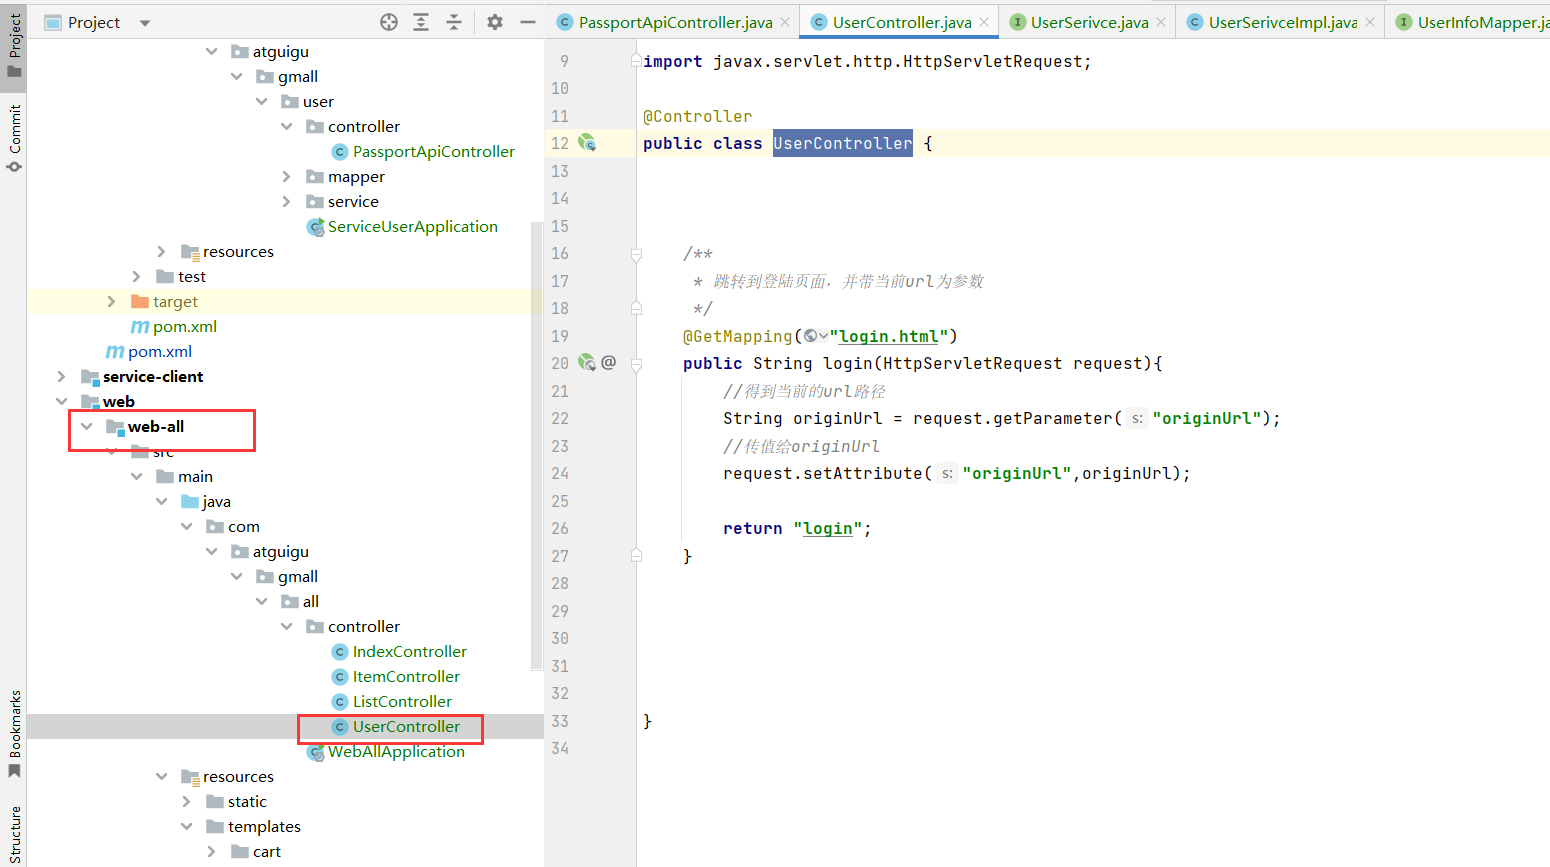 Project
PassportApiController.java
UserController.java
UserSerivce.java
UserSerivceImpl.java
UserInfoMapper.ja
Project
Commit
Bookmarks
Structure
atguigu
gmall
user
controller
PassportApiController
mapper
service
ServiceUserApplication
resources
test
target
pom.xml
pom.xml
service-client
web
web-all
src
main
java
com
atguigu
gmall
all
controller
IndexController
ItemController
ListController
UserController
WebAllApplication
resources
static
templates
cart
9 import javax.servlet.http.HttpServletRequest;
10
11 @Controller
12 public class UserController {
13
14
15
16 /**
17 * 跳转到登陆页面，并带当前url为参数
18 */
19 @GetMapping("login.html")
20 @ public String login(HttpServletRequest request){
21 //得到当前的url路径
22 String originUrl = request.getParameter( s: "originUrl");
23 //传值给originUrl
24 request.setAttribute( s: "originUrl",originUrl);
25
26 return "login";
27 }
28
29
30
31
32
33 }
34